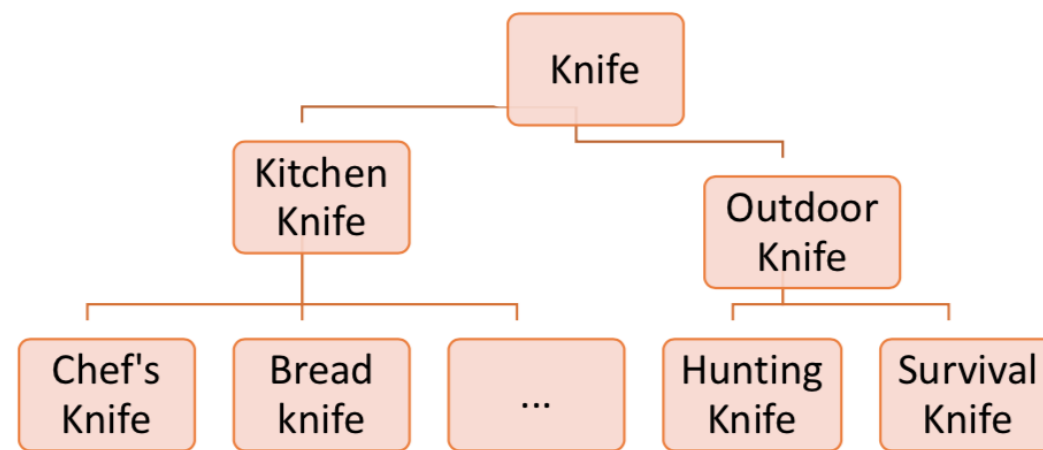 Knife
Kitchen
Knife
Outdoor
Knife
Chef's
Knife
Bread
knife
...
Hunting
Knife
Survival
Knife